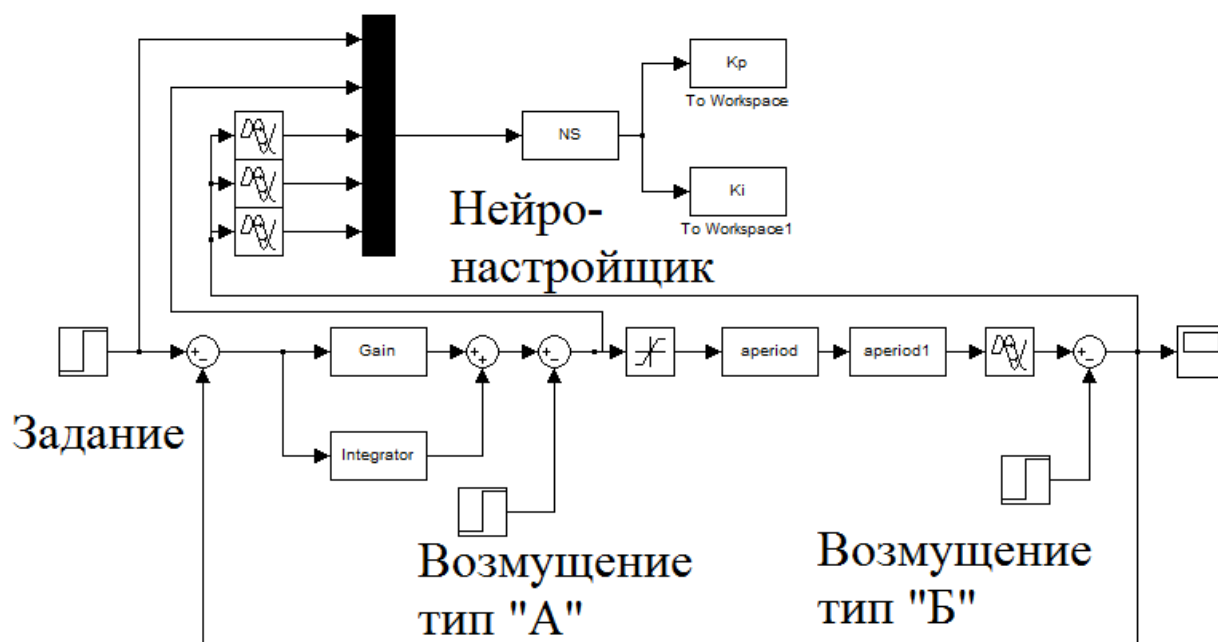 Kp
To Workspace
NS
Ki
To Workspace1
Нейро-
настройщик
Gain
aperiod
aperiod1
Задание
Integrator
Возмущение
тип "А"
Возмущение
тип "Б"